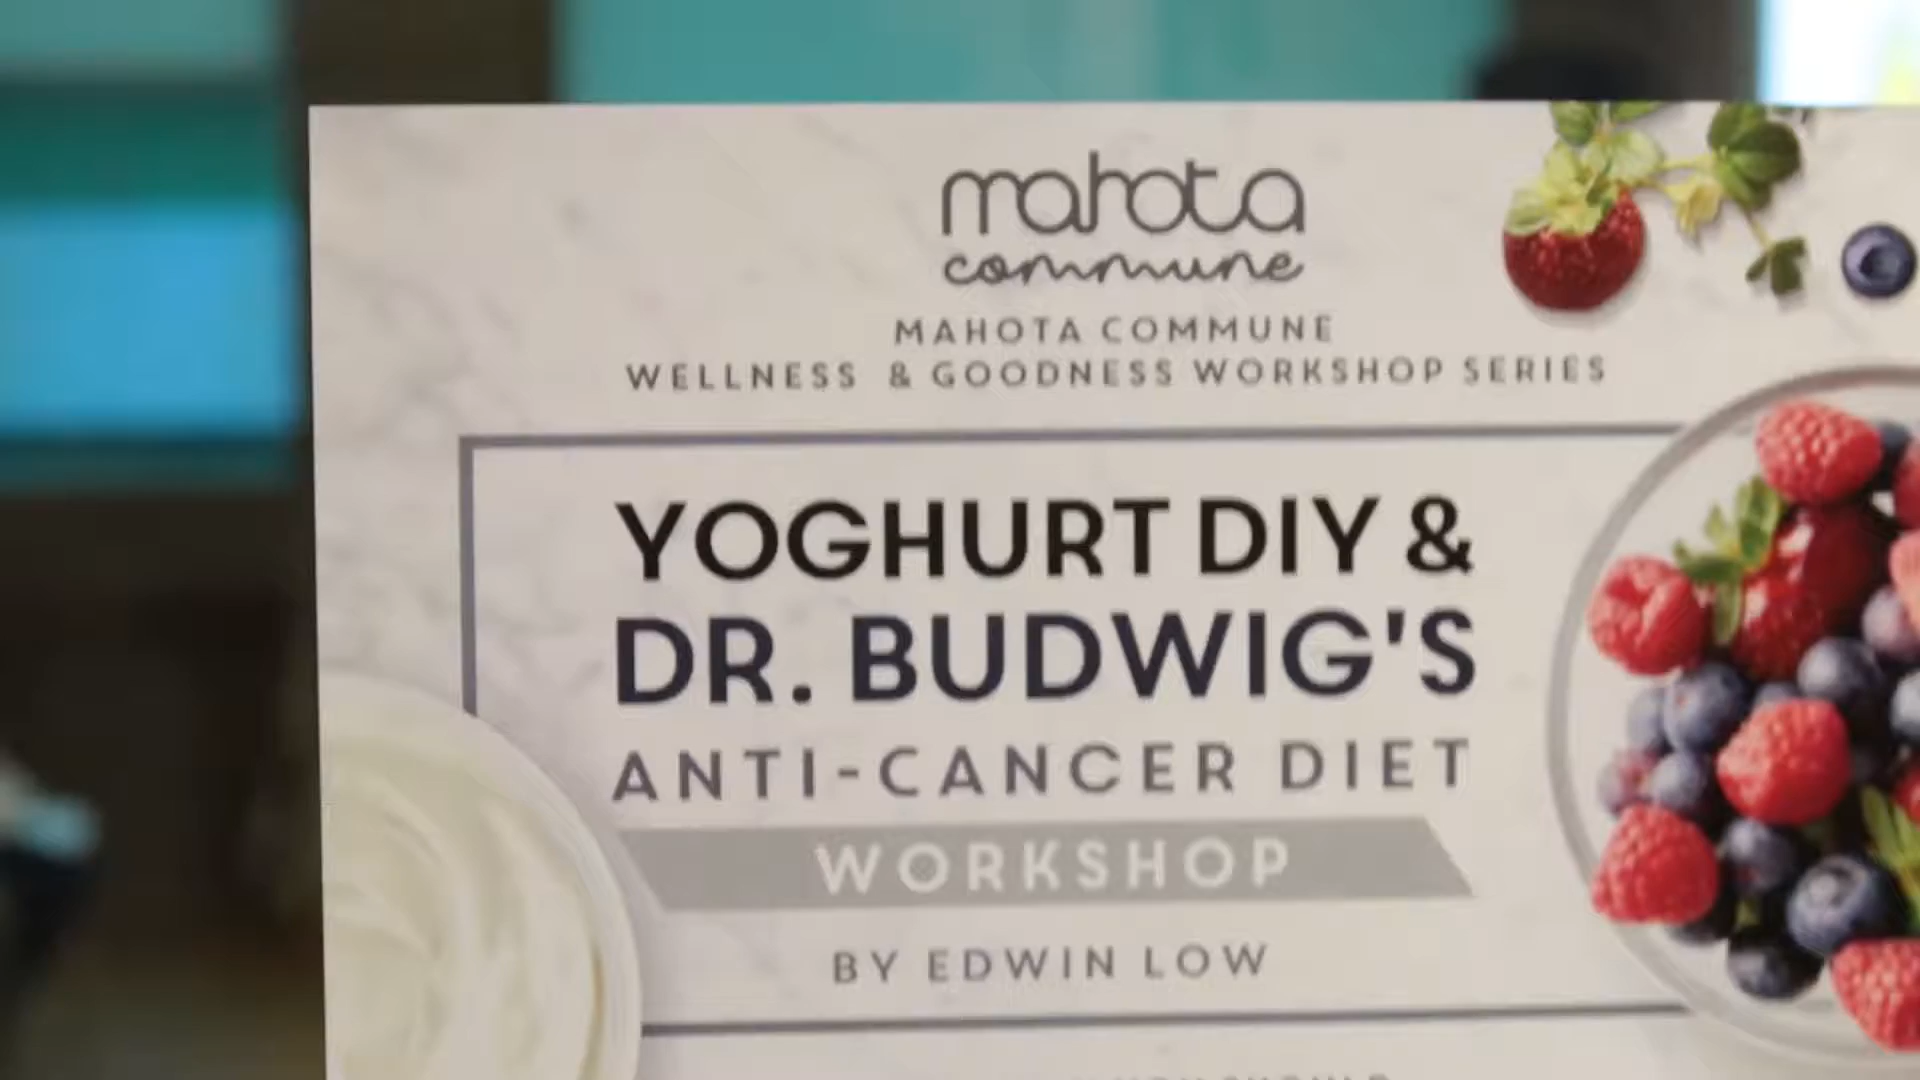 mahota
commune
MAHOTA COMMUNE
WELLNESS & GOODNESS WORKSHOP SERIES
YOGHURT DIY &
DR. BUDWIG'S
ANTI-CANCER DIET
WORKSHOP
BY EDWIN LOW